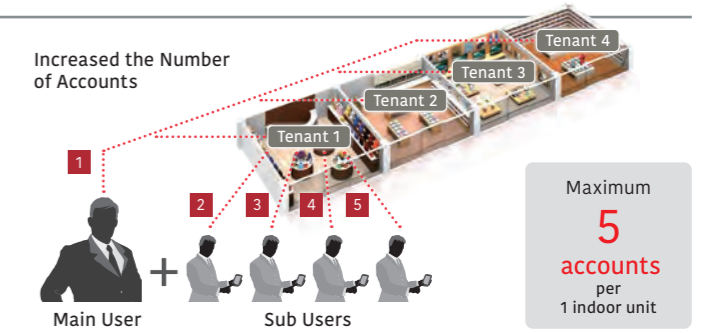 Increased the Number
of Accounts
Tenant 4
Tenant 3
Tenant 2
Tenant 1
1
2
3
4
5
+
Main User
Sub Users
Maximum
5
accounts
per
1 indoor unit